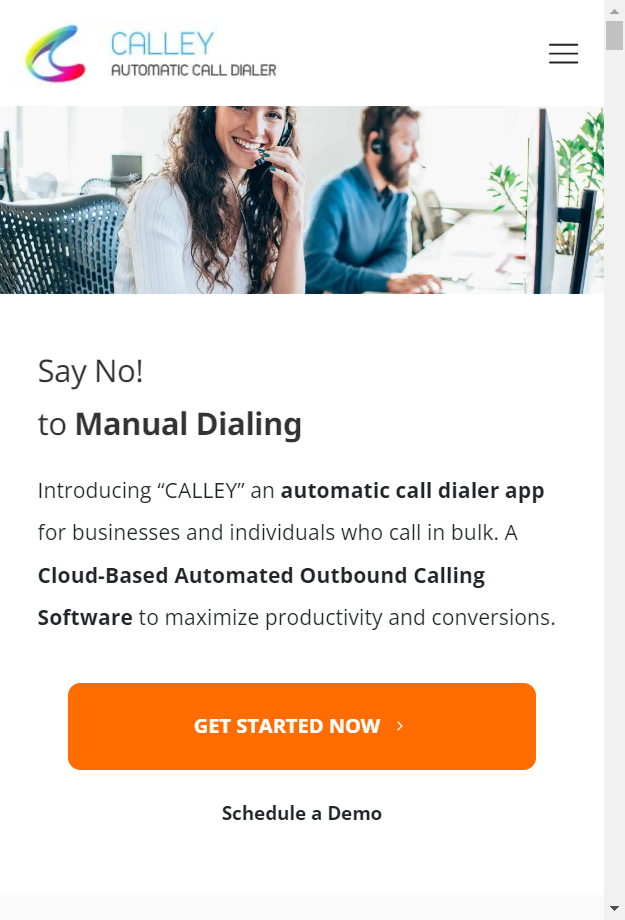 CALLEY
AUTOMATIC CALL DIALER
Say No!
to Manual Dialing
Introducing “CALLEY” an automatic call dialer app
for businesses and individuals who call in bulk. A
Cloud-Based Automated Outbound Calling
Software to maximize productivity and conversions.
GET STARTED NOW
Schedule a Demo